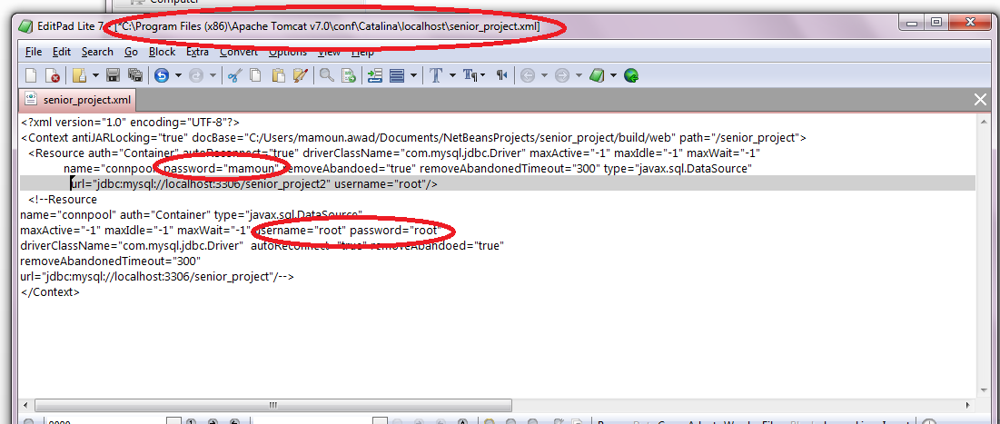 Computer
EditPad Lite 7 - [*C:\Program Files (x86)\Apache Tomcat v7.0\conf\Catalina\localhost\senior_project.xml]
File Edit Search Go Block Extra Convert Options View Help
senior_project.xml
<?xml version="1.0" encoding="UTF-8"?>
<Context antiJARLocking="true" docBase="C:/Users/mamoun.awad/Documents/NetBeansProjects/senior_project/build/web" path="/senior_project">
<Resource auth="Container" autoReconnect="true" driverClassName="com.mysql.jdbc.Driver" maxActive="-1" maxIdle="-1" maxWait="-1"
name="connpool" password="mamoun" removeAbandoed="true" removeAbandonedTimeout="300" type="javax.sql.DataSource"
url="jdbc:mysql://localhost:3306/senior_project2" username="root"/>
<!--Resource
name="connpool" auth="Container" type="javax.sql.DataSource"
maxActive="-1" maxIdle="-1" maxWait="-1" username="root" password="root"
driverClassName="com.mysql.jdbc.Driver" autoReconnect="true" removeAbandoed="true"
removeAbandonedTimeout="300"
url="jdbc:mysql://localhost:3306/senior_project"/-->
</Context>